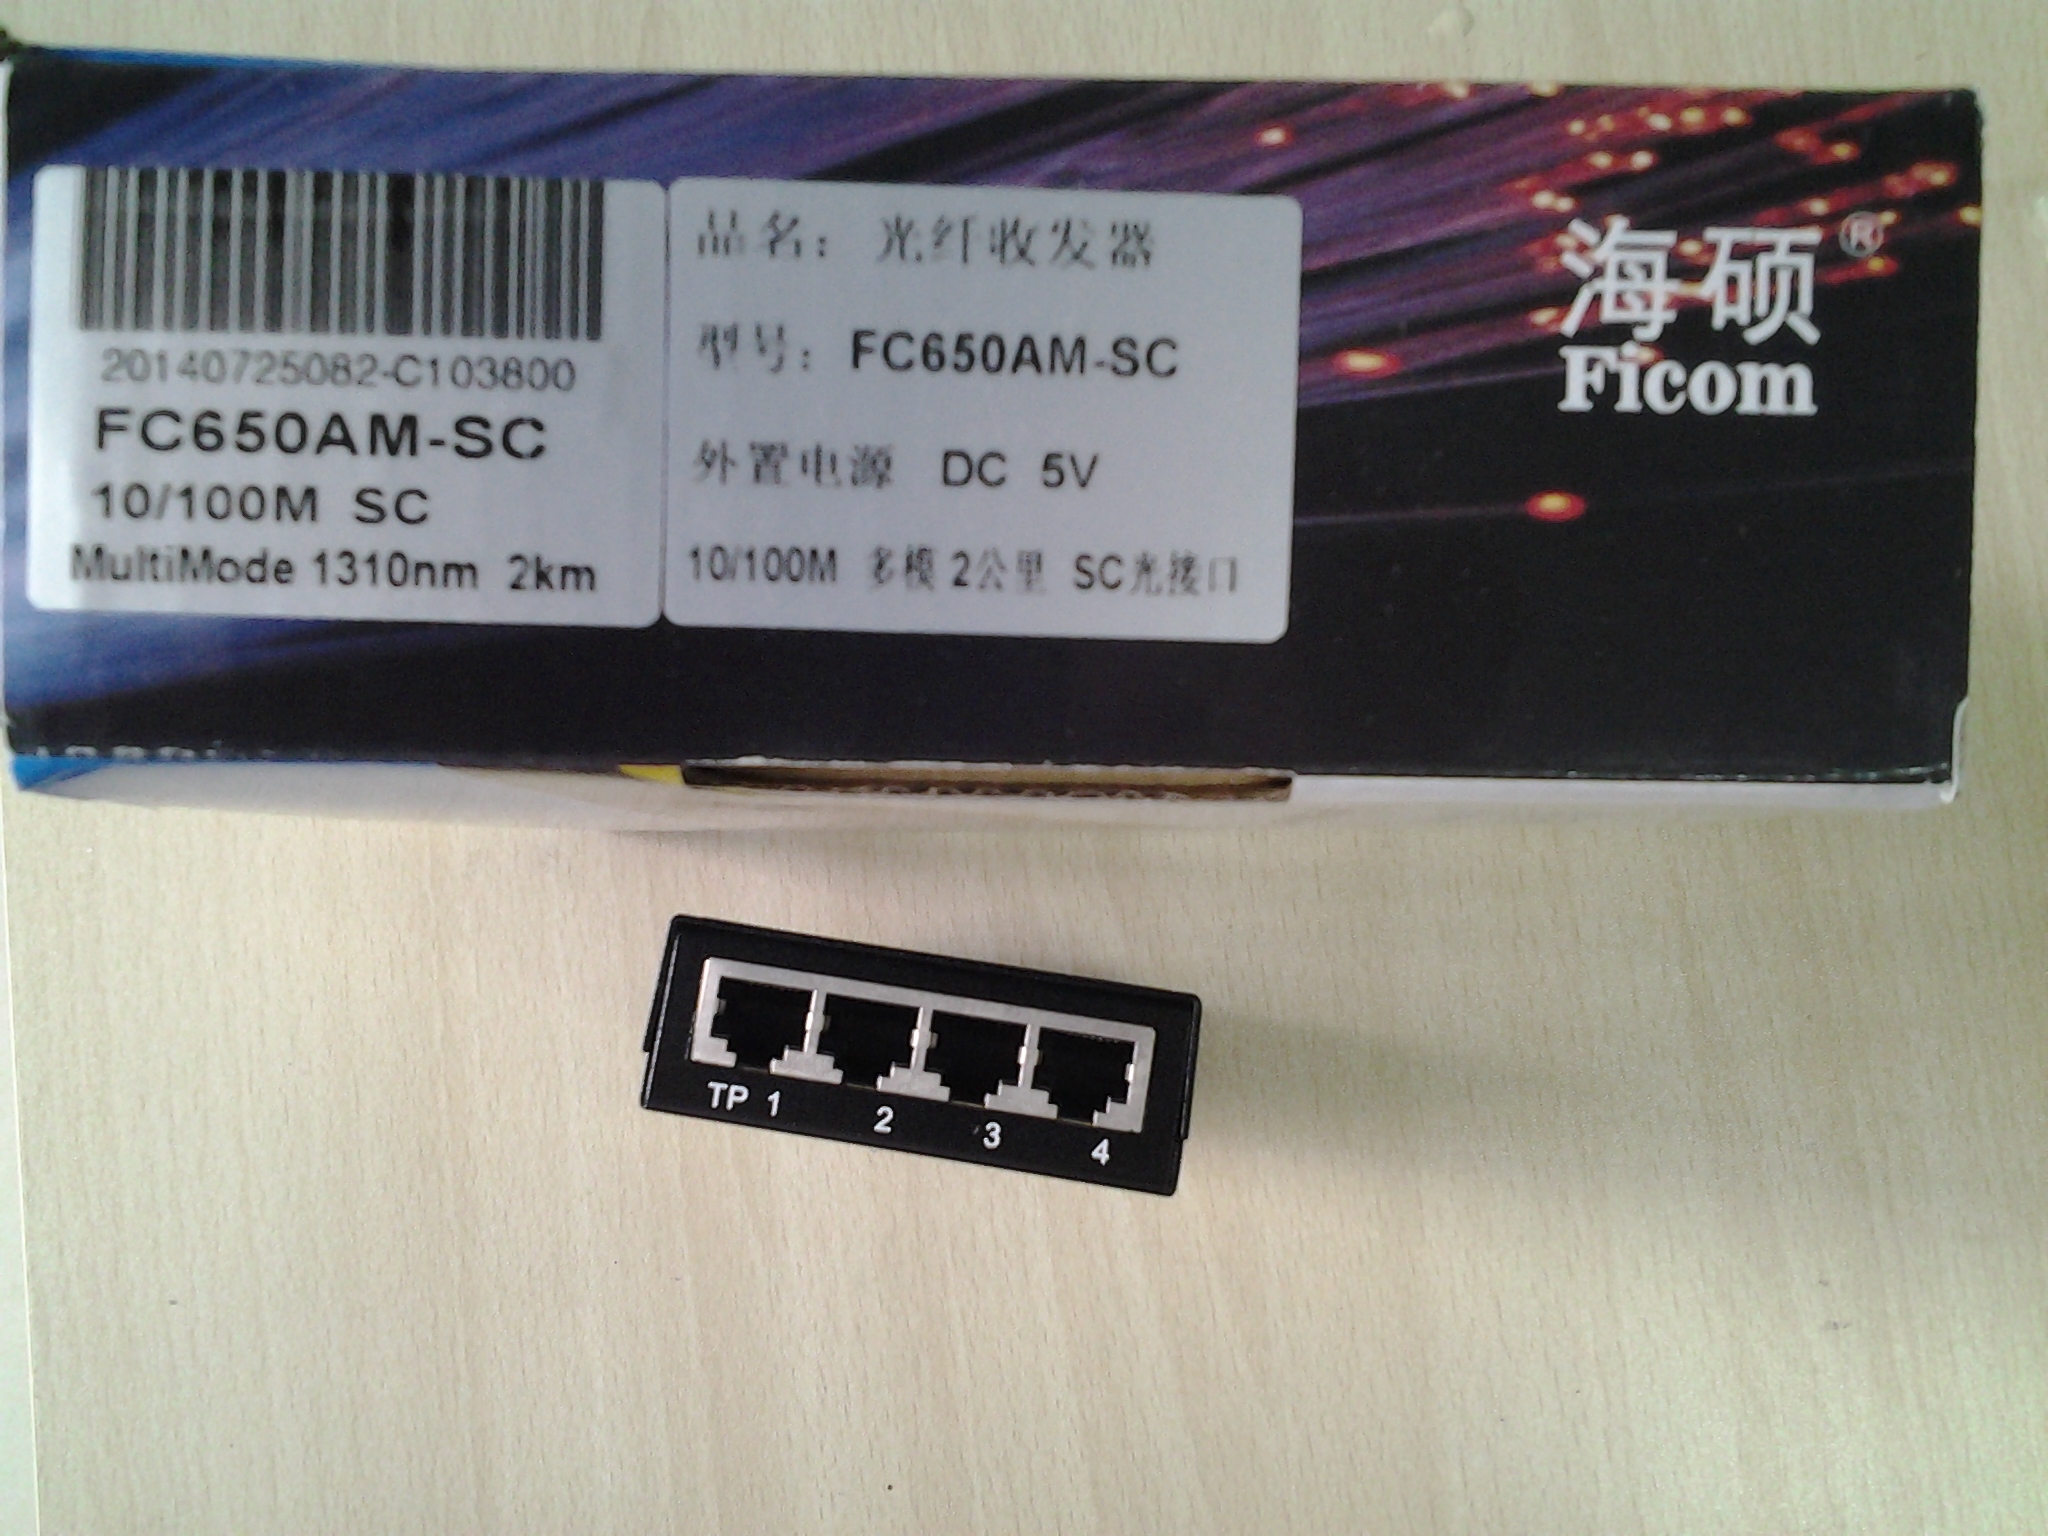 20140725082-C103800
FC650AM-SC
10/100M SC
MultiMode 1310nm 2km
品名: 光纤收发器
型号: FC650AM-SC
外置电源 DC 5V
10/100M 多模 2公里 SC光接口
海硕®
Ficom
TP 1 2 3 4